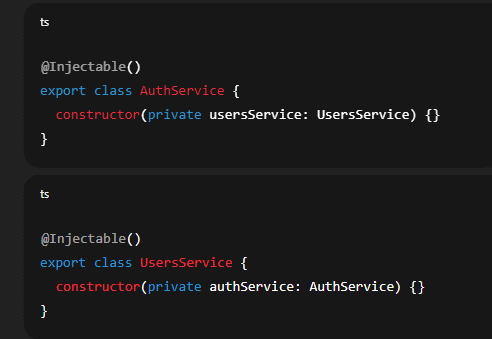 ts
@Injectable()
export class AuthService {
  constructor(private usersService: UsersService) {}
}
ts
@Injectable()
export class UsersService {
  constructor(private authService: AuthService) {}
}